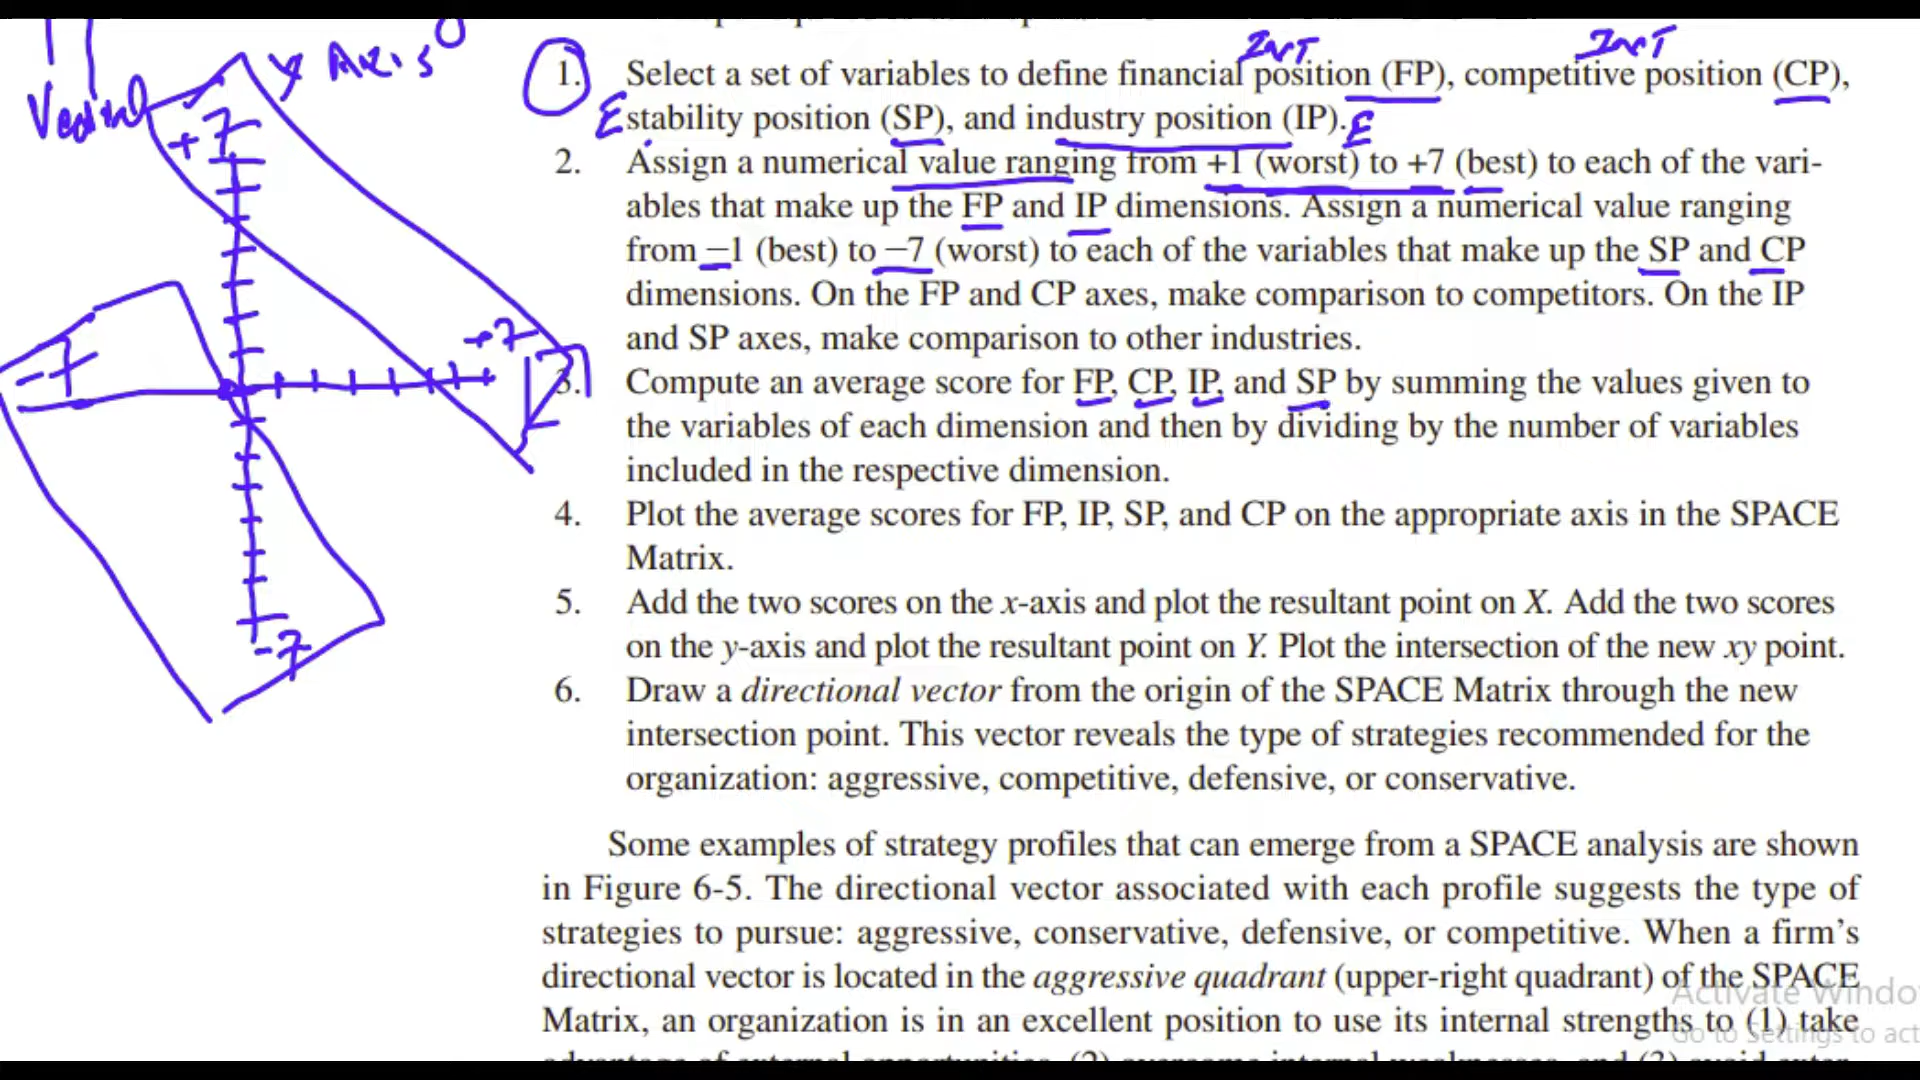 Y Axis
Vertical
+7
-7
+7
-7
Int
Int
1. Select a set of variables to define financial position (FP), competitive position (CP),
E stability position (SP), and industry position (IP). E
2. Assign a numerical value ranging from +1 (worst) to +7 (best) to each of the vari-
ables that make up the FP and IP dimensions. Assign a numerical value ranging
from −1 (best) to −7 (worst) to each of the variables that make up the SP and CP
dimensions. On the FP and CP axes, make comparison to competitors. On the IP
and SP axes, make comparison to other industries.
3. Compute an average score for FP, CP, IP, and SP by summing the values given to
the variables of each dimension and then by dividing by the number of variables
included in the respective dimension.
4. Plot the average scores for FP, IP, SP, and CP on the appropriate axis in the SPACE
Matrix.
5. Add the two scores on the x-axis and plot the resultant point on X. Add the two scores
on the y-axis and plot the resultant point on Y. Plot the intersection of the new xy point.
6. Draw a directional vector from the origin of the SPACE Matrix through the new
intersection point. This vector reveals the type of strategies recommended for the
organization: aggressive, competitive, defensive, or conservative.
Some examples of strategy profiles that can emerge from a SPACE analysis are shown
in Figure 6-5. The directional vector associated with each profile suggests the type of
strategies to pursue: aggressive, conservative, defensive, or competitive. When a firm's
directional vector is located in the aggressive quadrant (upper-right quadrant) of the SPACE
Matrix, an organization is in an excellent position to use its internal strengths to (1) take
Activate Windo
Go to Settings to act